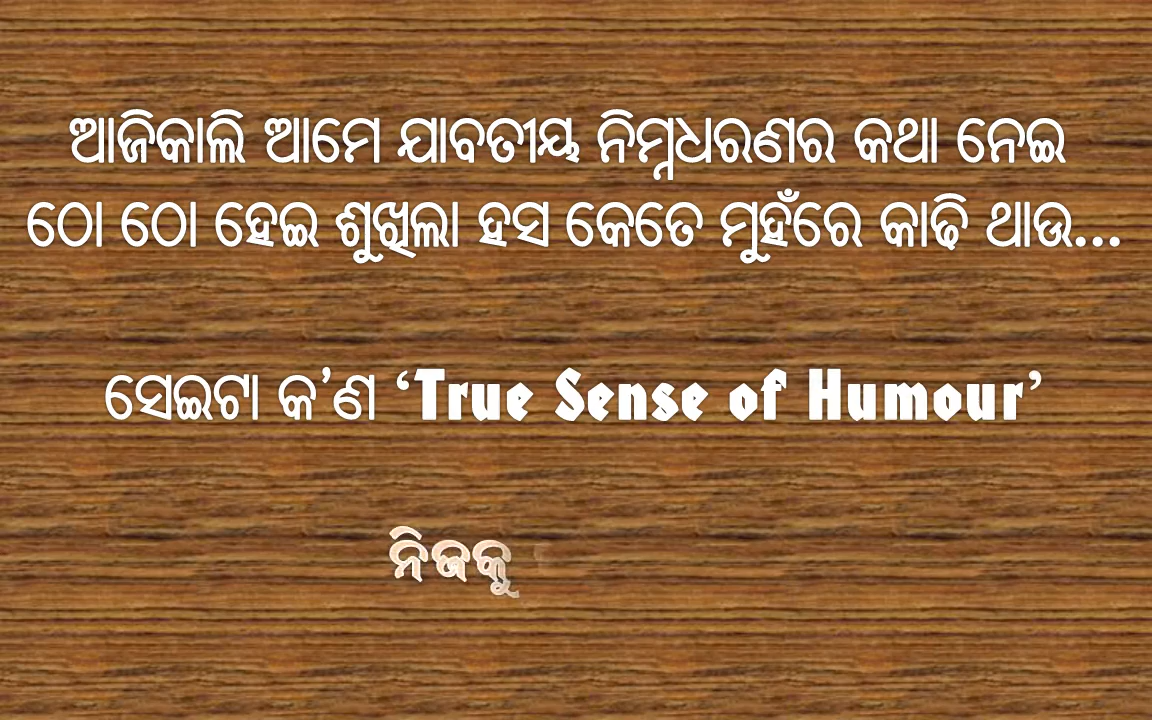 ଆଜିକାଲି ଆମେ ଯାବତୀୟ ନିମ୍ନଧରଣର କଥା ନେଇ
ଠୋ ଠୋ ହେଇ ଶୁଖିଲା ହସ କେତେ ମୁହଁରେ କାଢି ଥାଉ...
ସେଇଟା କ’ଣ ‘True Sense of Humour’
ନିଜକୁ